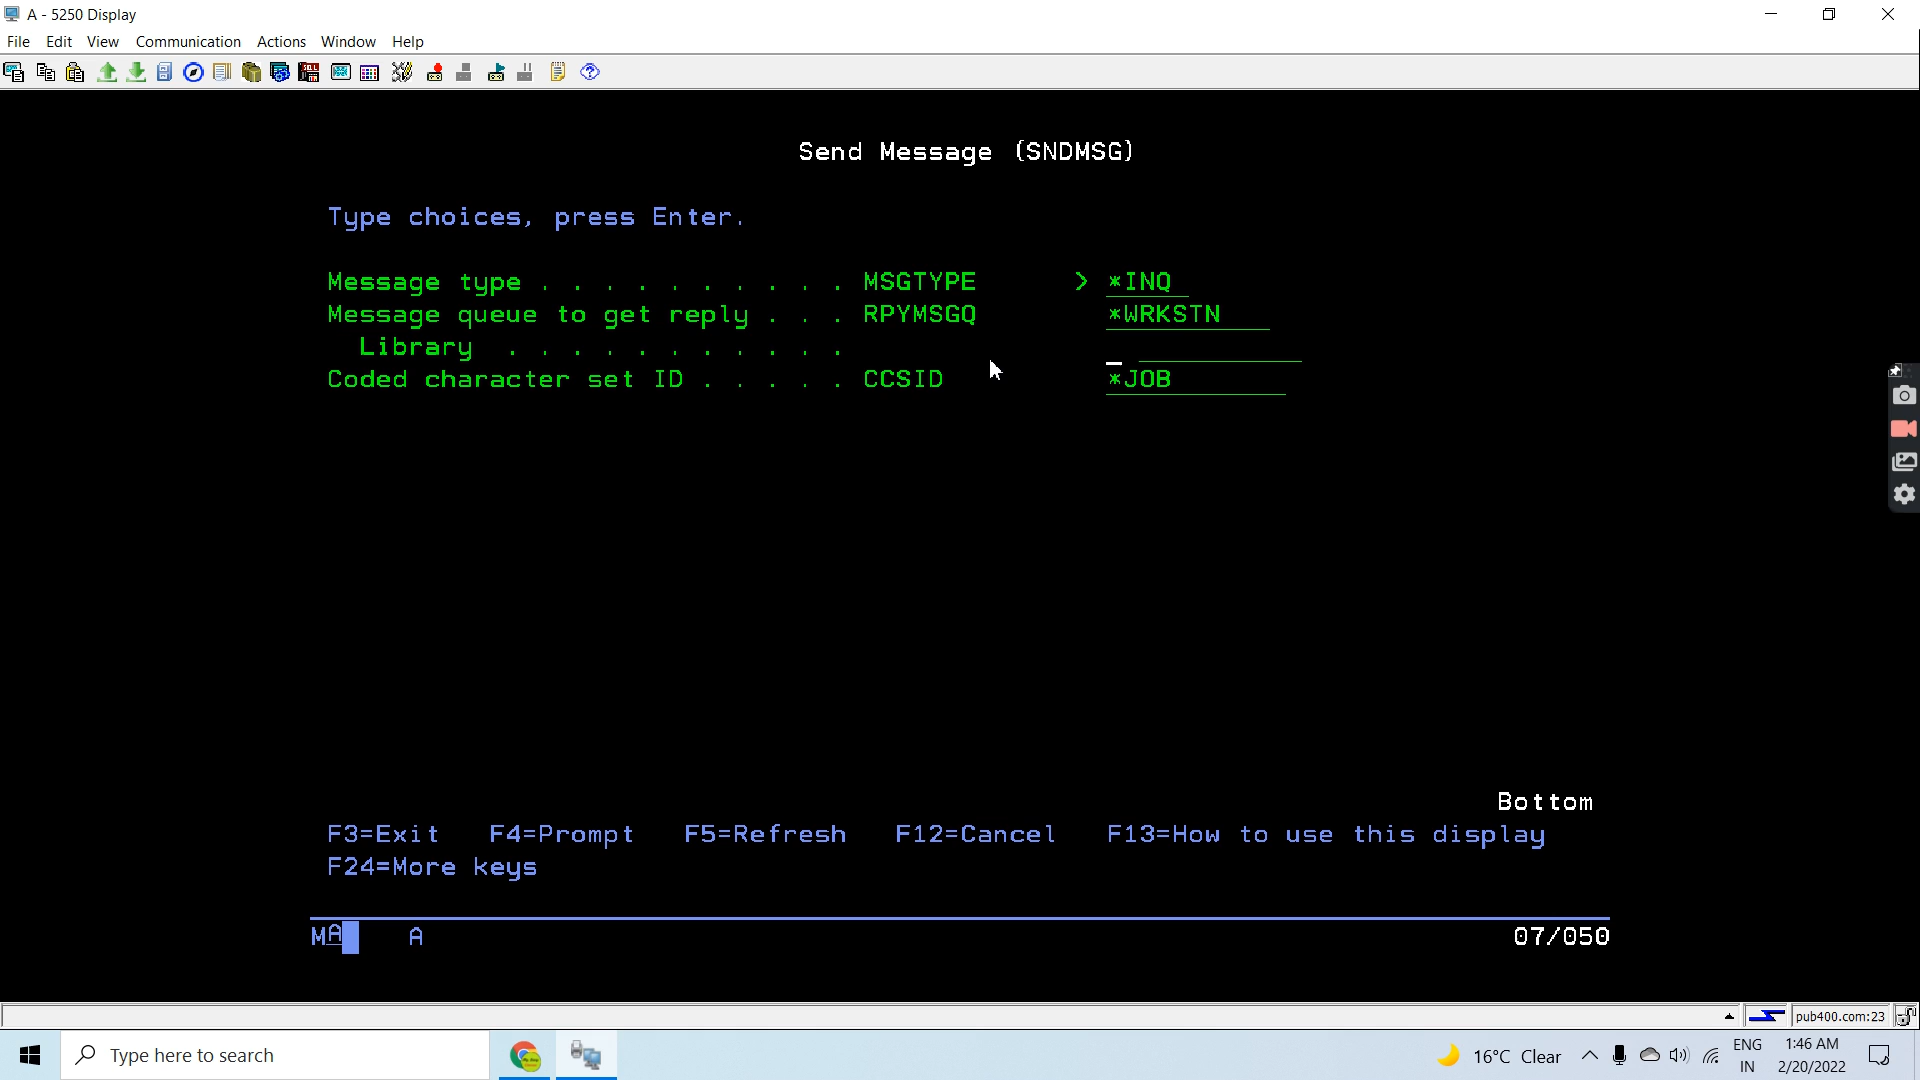 A - 5250 Display
File Edit View Communication Actions Window Help
Send Message (SNDMSG)
Type choices, press Enter.
Message type . . . . . . . . . . MSGTYPE > *INQ
Message queue to get reply . . . RPYMSGQ *WRKSTN
Library . . . . . . . . . . .
Coded character set ID . . . . . CCSID *JOB
Bottom
F3=Exit F4=Prompt F5=Refresh F12=Cancel F13=How to use this display
F24=More keys
MA A 07/050
pub400.com:23
Type here to search
16°C Clear
ENG
IN
1:46 AM
2/20/2022